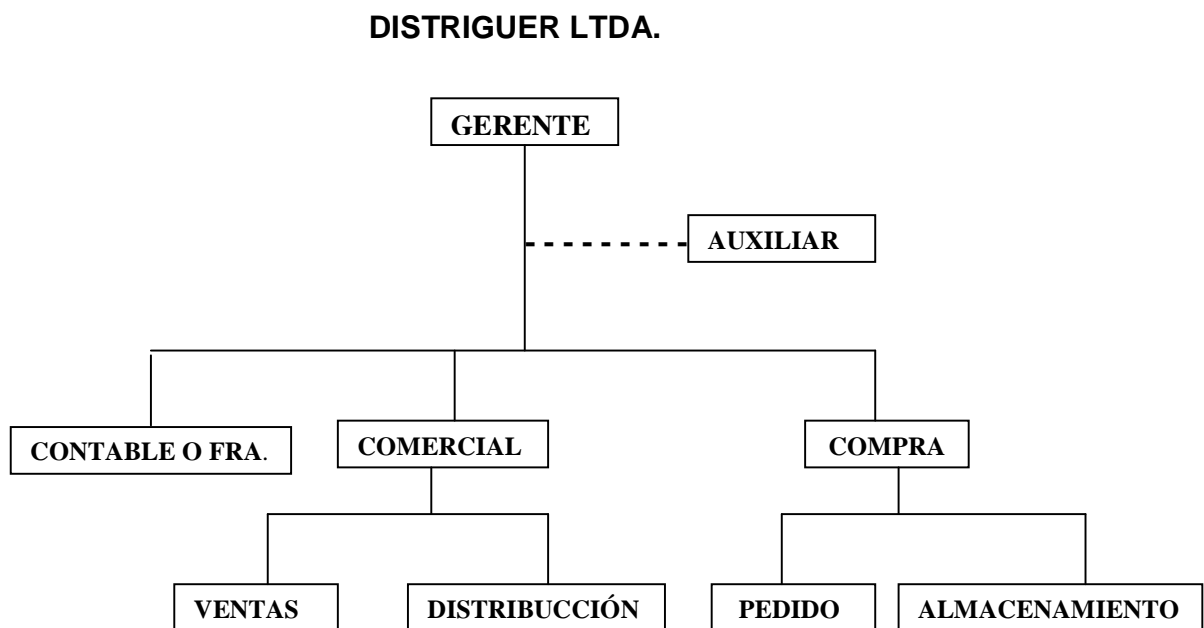 DISTRIGUER LTDA.
GERENTE
AUXILIAR
CONTABLE O FRA.
COMERCIAL
COMPRA
VENTAS
DISTRIBUCCIÓN
PEDIDO
ALMACENAMIENTO